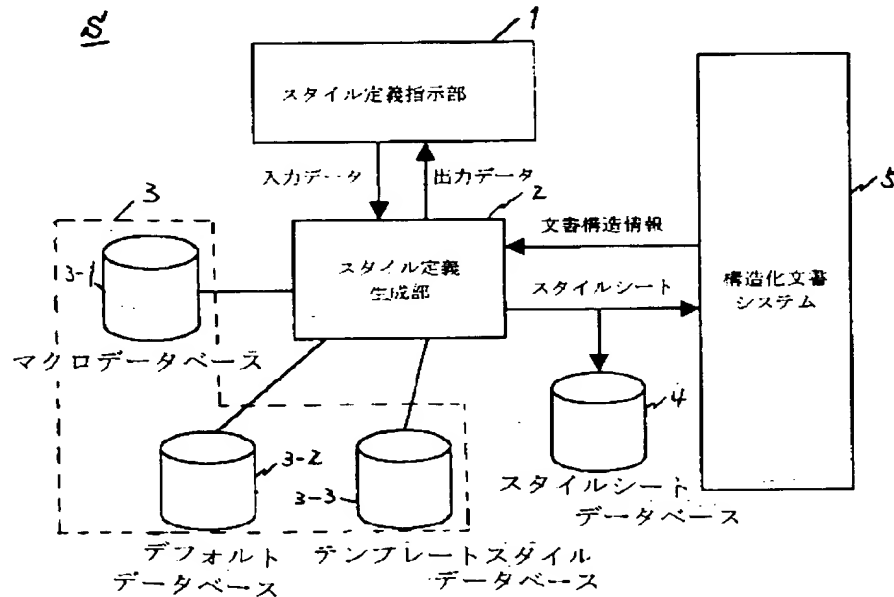 S
1
スタイル定義指示部
入力データ
出力データ
2
3
文書構造情報
5
3-1
スタイル定義
生成部
スタイルシート
構造化文書
システム
マクロデータベース
4
3-2
3-3
スタイルシート
データベース
デフォルト
データベース
テンプレートスタイル
データベース